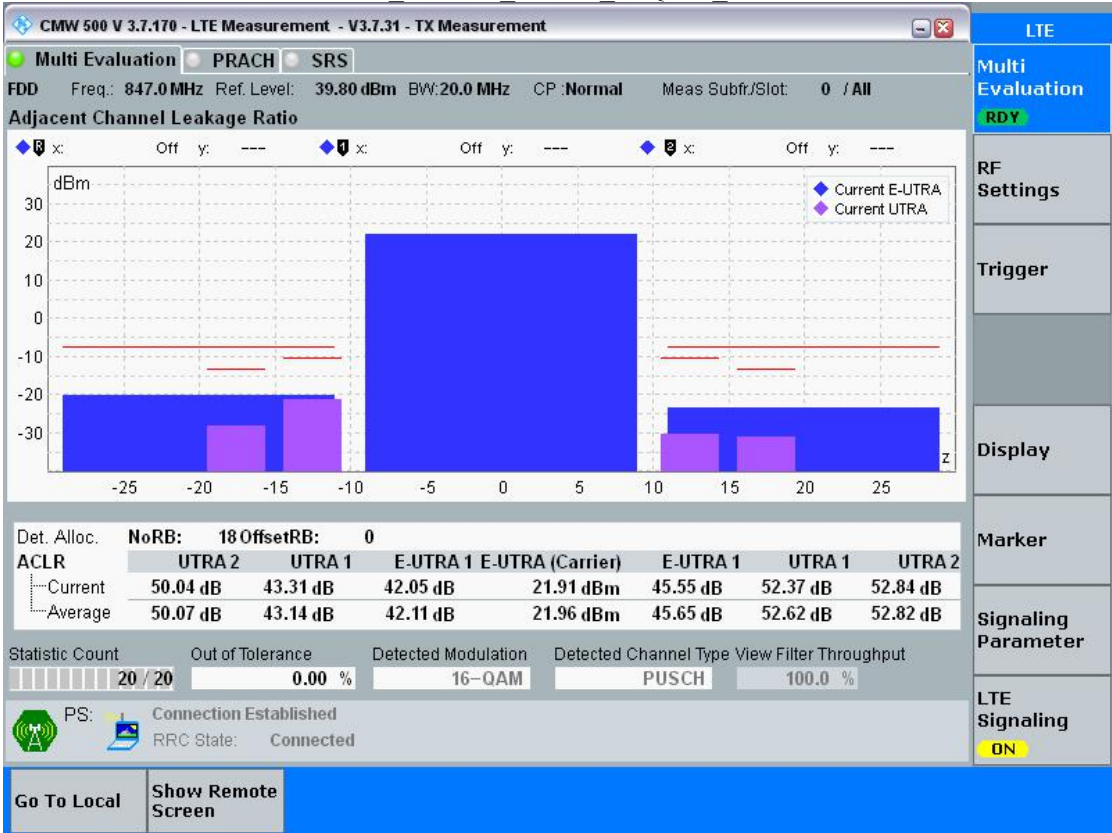 CMW 500 V 3.7.170 - LTE Measurement - V3.7.31 - TX Measurement
LTE
Multi Evaluation PRACH SRS
Multi Evaluation
RDY
FDD Freq.: 847.0 MHz Ref. Level: 39.80 dBm BW:20.0 MHz CP :Normal Meas Subfr./Slot: 0 / All
Adjacent Channel Leakage Ratio
R x: Off y: --- 1 x: Off y: --- 2 x: Off y: ---
dBm
Current E-UTRA
Current UTRA
30
20
10
0
-10
-20
-30
z
-25 -20 -15 -10 -5 0 5 10 15 20 25
RF Settings
Trigger
Display
Marker
Signaling Parameter
LTE Signaling
ON
Det. Alloc. NoRB: 18 OffsetRB: 0
ACLR UTRA 2 UTRA 1 E-UTRA 1 E-UTRA (Carrier) E-UTRA 1 UTRA 1 UTRA 2
Current 50.04 dB 43.31 dB 42.05 dB 21.91 dBm 45.55 dB 52.37 dB 52.84 dB
Average 50.07 dB 43.14 dB 42.11 dB 21.96 dBm 45.65 dB 52.62 dB 52.82 dB
Statistic Count Out of Tolerance Detected Modulation Detected Channel Type View Filter Throughput
20 / 20 0.00 % 16-QAM PUSCH 100.0 %
PS: Connection Established
RRC State: Connected
Go To Local
Show Remote Screen